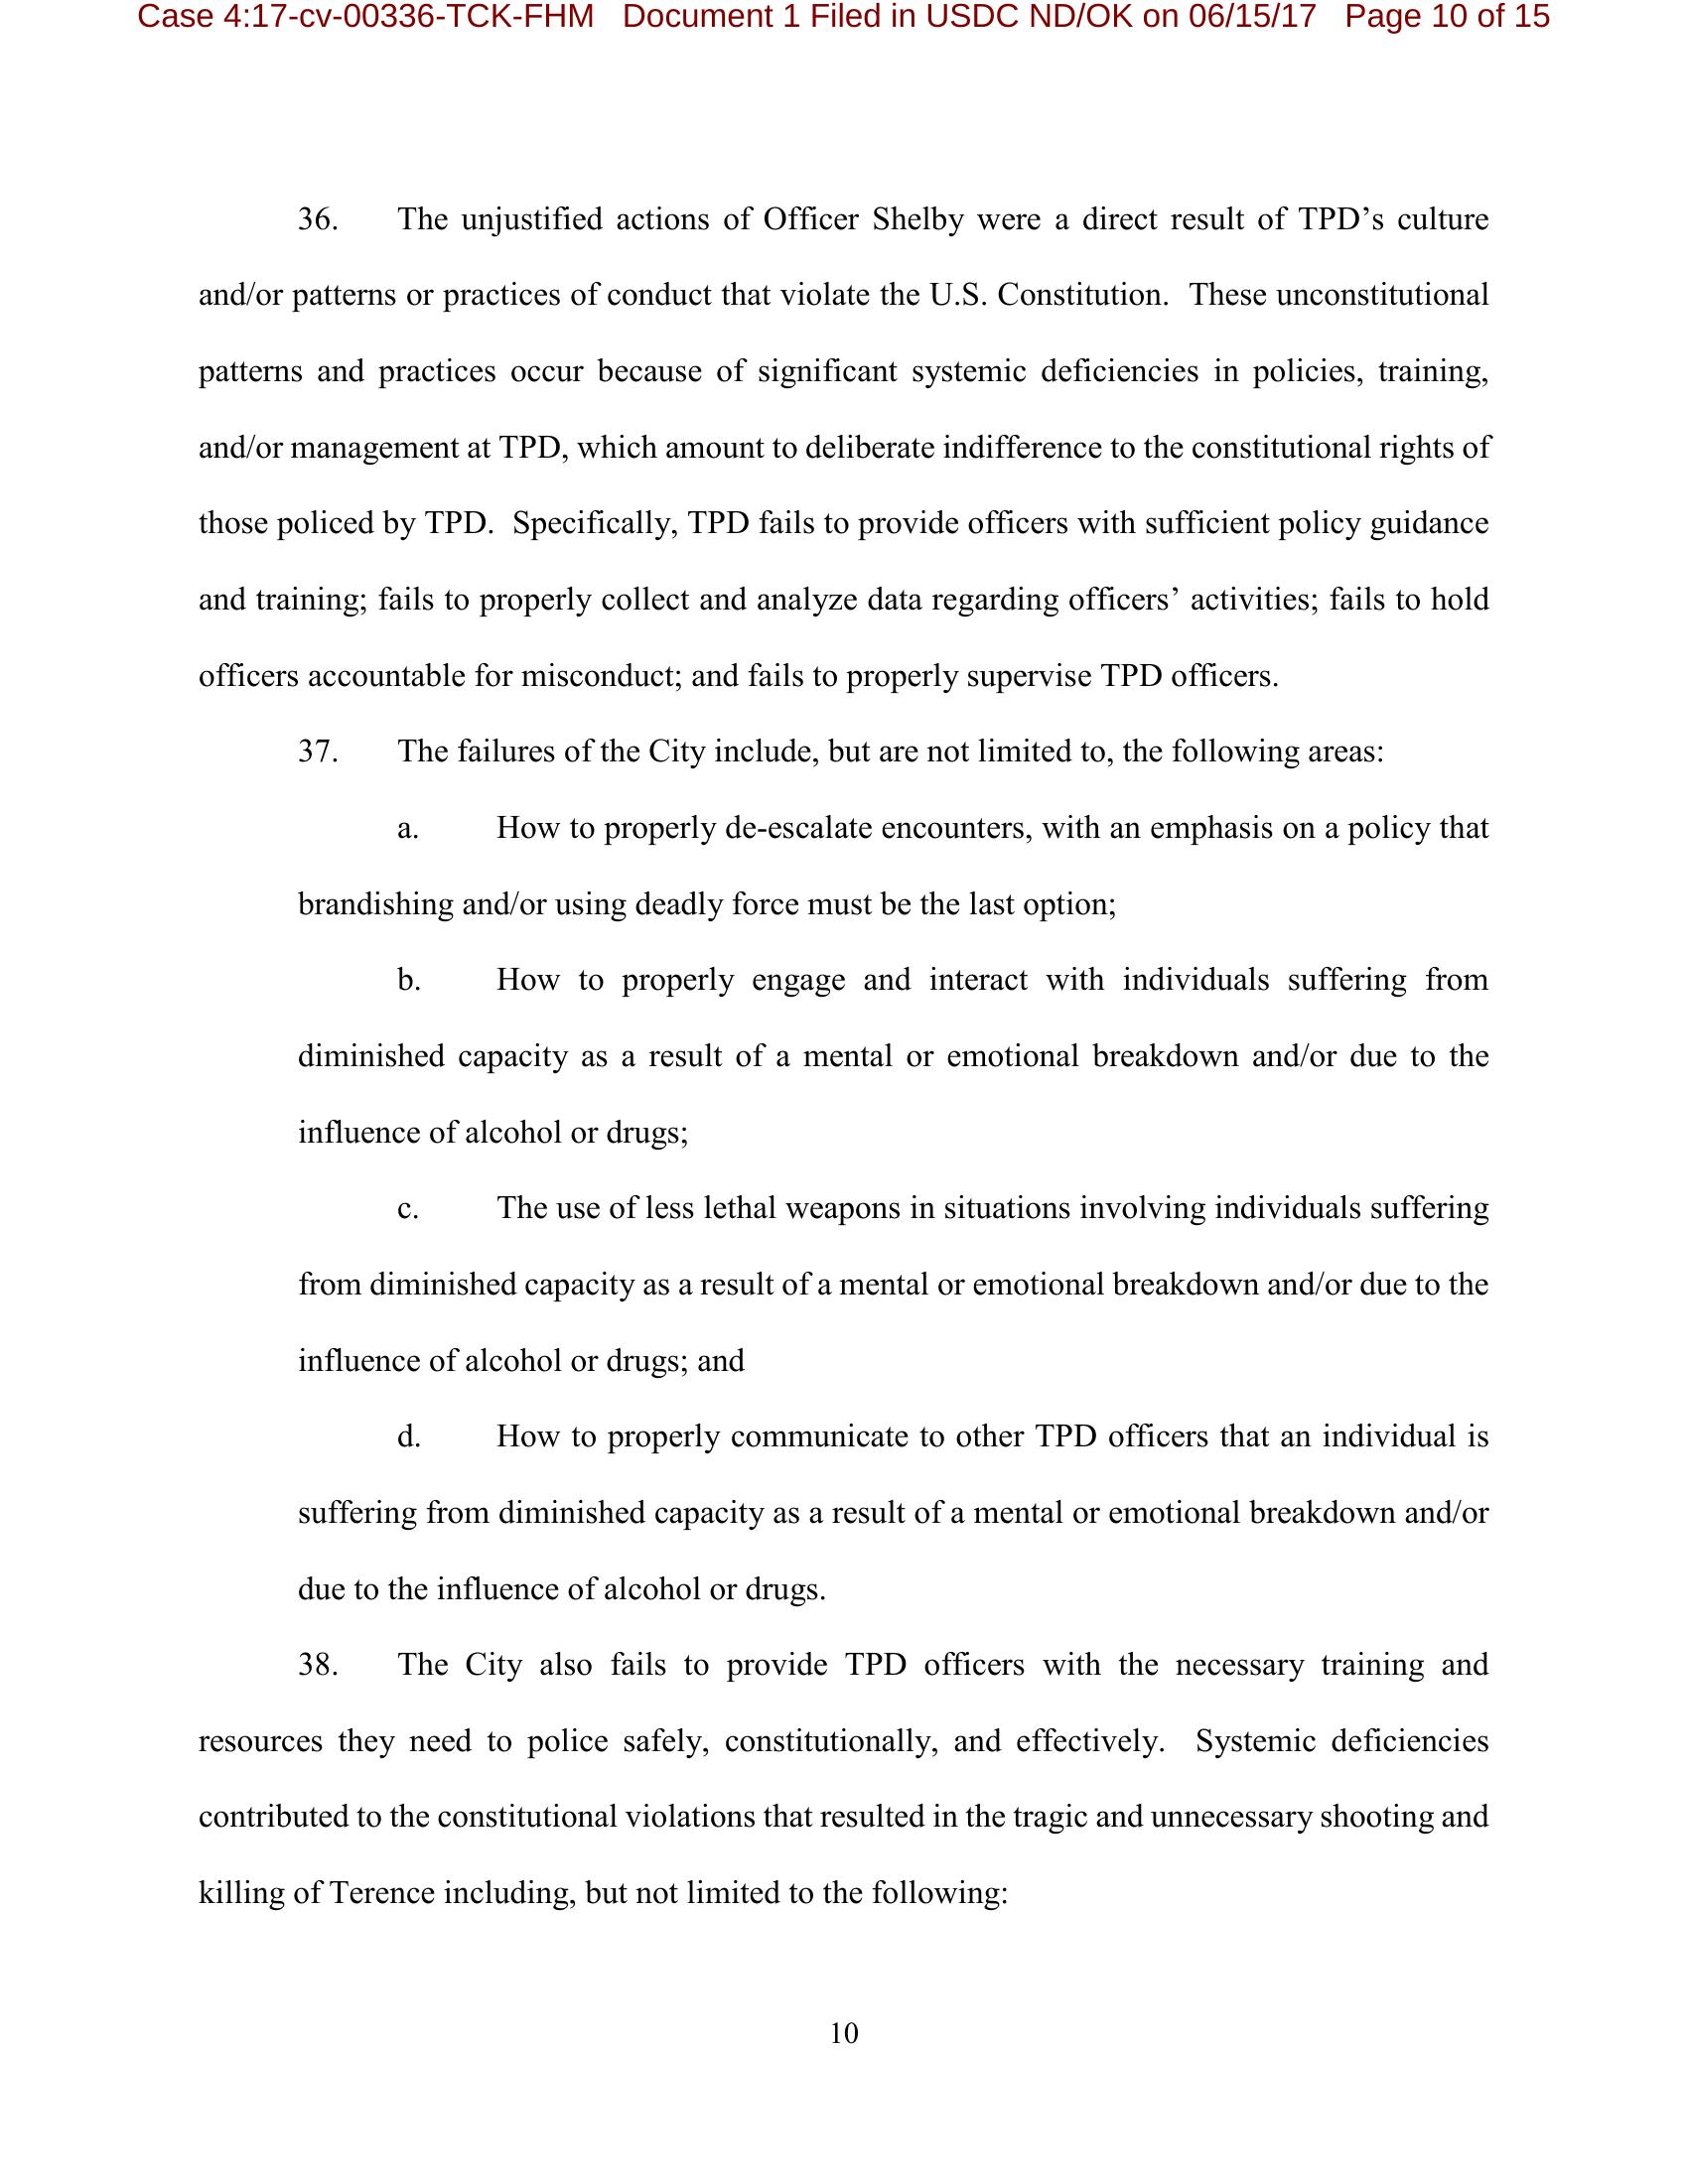 Case 4:17-cv-00336-TCK-FHM Document 1 Filed in USDC ND/OK on 06/15/17 Page 10 of 15
36. The unjustified actions of Officer Shelby were a direct result of TPD’s culture
and/or patterns or practices of conduct that violate the U.S. Constitution. These unconstitutional
patterns and practices occur because of significant systemic deficiencies in policies, training,
and/or management at TPD, which amount to deliberate indifference to the constitutional rights of
those policed by TPD. Specifically, TPD fails to provide officers with sufficient policy guidance
and training; fails to properly collect and analyze data regarding officers’ activities; fails to hold
officers accountable for misconduct; and fails to properly supervise TPD officers.
37. The failures of the City include, but are not limited to, the following areas:
a. How to properly de-escalate encounters, with an emphasis on a policy that
brandishing and/or using deadly force must be the last option;
b. How to properly engage and interact with individuals suffering from
diminished capacity as a result of a mental or emotional breakdown and/or due to the
influence of alcohol or drugs;
c. The use of less lethal weapons in situations involving individuals suffering
from diminished capacity as a result of a mental or emotional breakdown and/or due to the
influence of alcohol or drugs; and
d. How to properly communicate to other TPD officers that an individual is
suffering from diminished capacity as a result of a mental or emotional breakdown and/or
due to the influence of alcohol or drugs.
38. The City also fails to provide TPD officers with the necessary training and
resources they need to police safely, constitutionally, and effectively. Systemic deficiencies
contributed to the constitutional violations that resulted in the tragic and unnecessary shooting and
killing of Terence including, but not limited to the following:
10